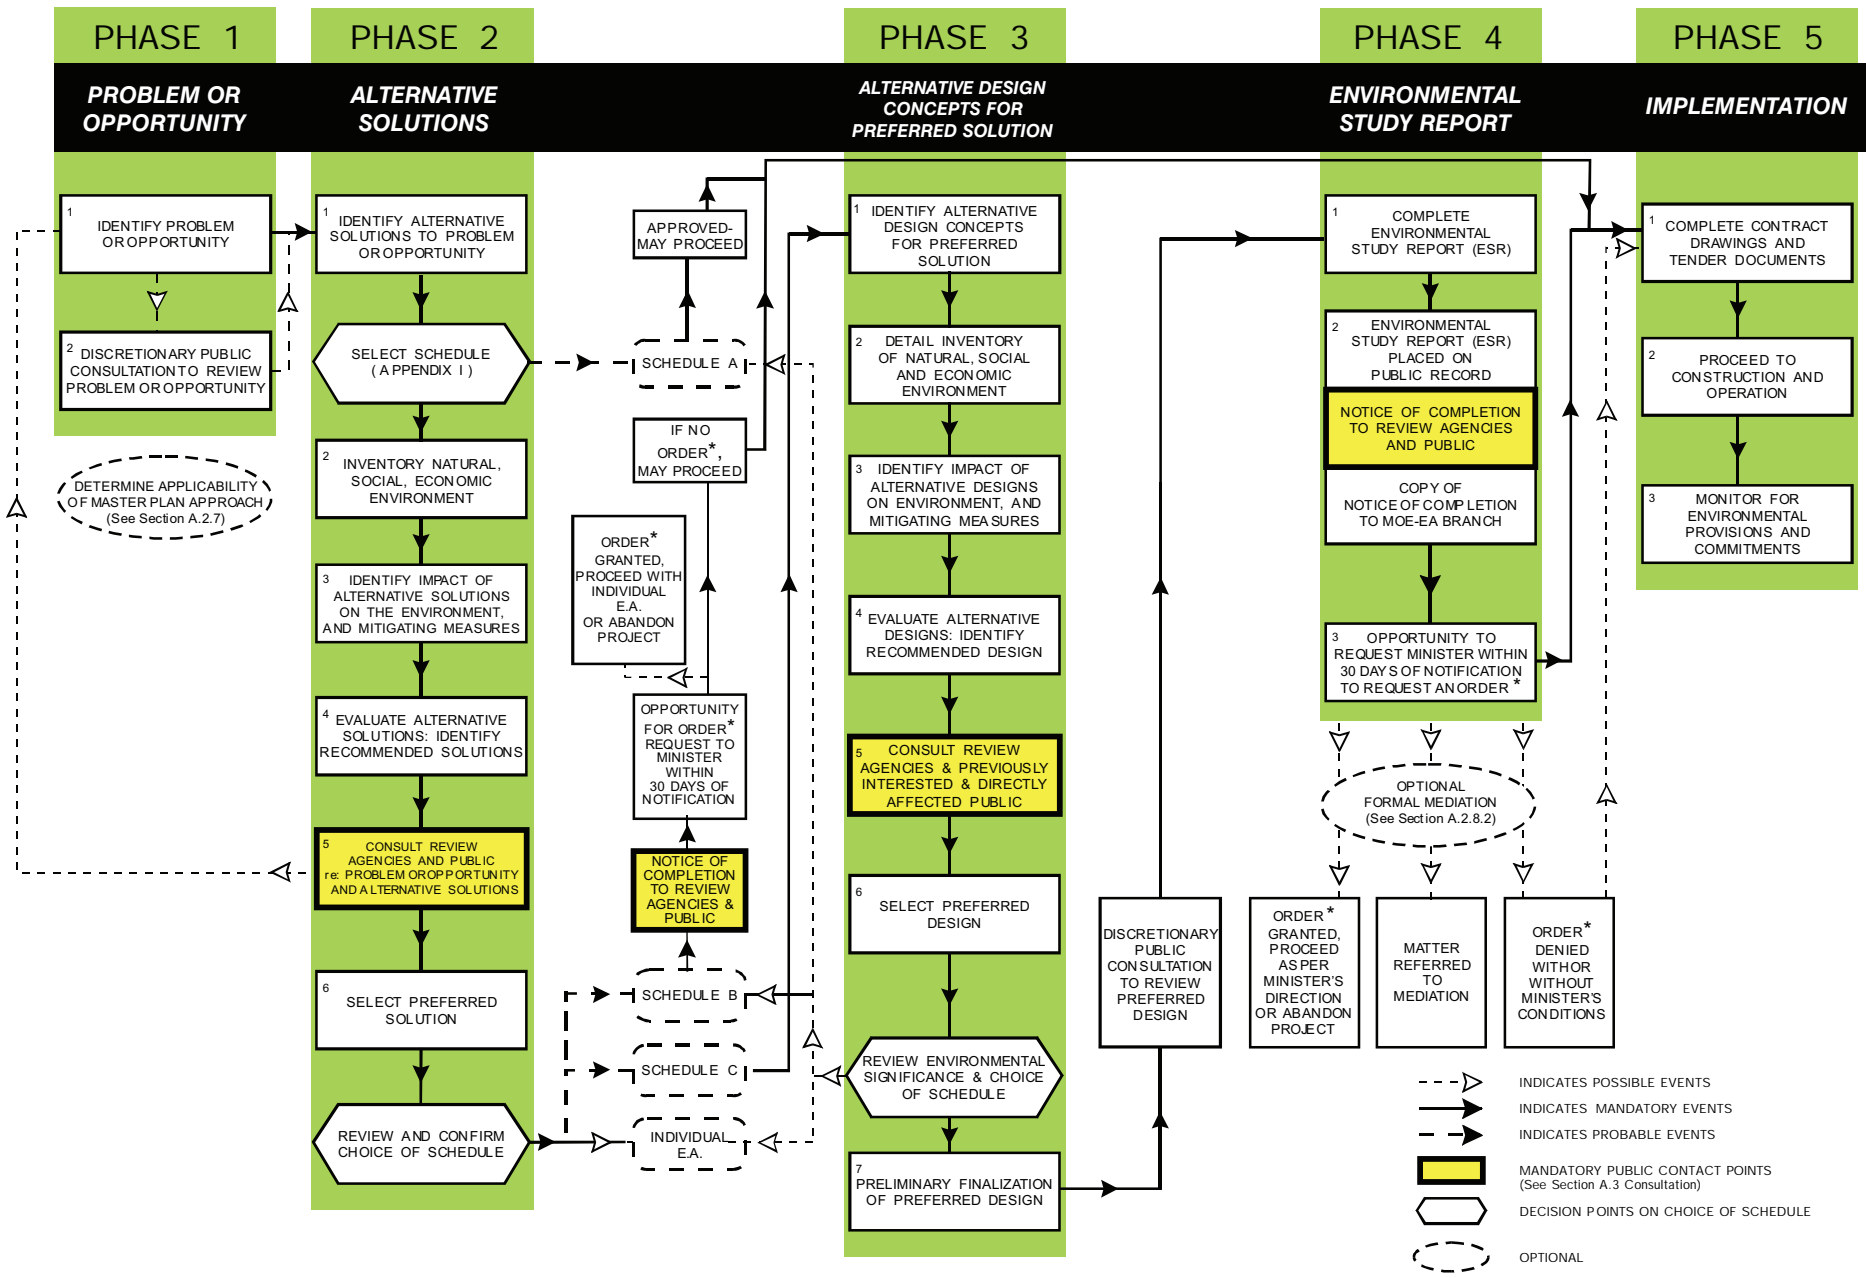 PHASE 1
PHASE 2
PHASE 3
PHASE 4
PHASE 5
PROBLEM OR
OPPORTUNITY
ALTERNATIVE
SOLUTIONS
ALTERNATIVE DESIGN
CONCEPTS FOR
PREFERRED SOLUTION
ENVIRONMENTAL
STUDY REPORT
IMPLEMENTATION
1
IDENTIFY PROBLEM
OR OPPORTUNITY
2
DISCRETIONARY PUBLIC
CONSULTATION TO REVIEW
PROBLEM OR OPPORTUNITY
DETERMINE APPLICABILITY
OF MASTER PLAN APPROACH
(See Section A.2.7)
1
IDENTIFY ALTERNATIVE
SOLUTIONS TO PROBLEM
OR OPPORTUNITY
SELECT SCHEDULE
( APPENDIX I )
2
INVENTORY NATURAL,
SOCIAL, ECONOMIC
ENVIRONMENT
3
IDENTIFY IMPACT OF
ALTERNATIVE SOLUTIONS
ON THE ENVIRONMENT,
AND MITIGATING MEASURES
4
EVALUATE ALTERNATIVE
SOLUTIONS: IDENTIFY
RECOMMENDED SOLUTIONS
5
CONSULT REVIEW
AGENCIES AND PUBLIC
re: PROBLEM OR OPPORTUNITY
AND ALTERNATIVE SOLUTIONS
6
SELECT PREFERRED
SOLUTION
REVIEW AND CONFIRM
CHOICE OF SCHEDULE
APPROVED-
MAY PROCEED
SCHEDULE A
IF NO
ORDER*,
MAY PROCEED
ORDER*
GRANTED,
PROCEED WITH
INDIVIDUAL
E.A.
OR ABANDON
PROJECT
OPPORTUNITY
FOR ORDER*
REQUEST TO
MINISTER
WITHIN
30 DAYS OF
NOTIFICATION
NOTICE OF
COMPLETION
TO REVIEW
AGENCIES &
PUBLIC
SCHEDULE B
SCHEDULE C
INDIVIDUAL
E.A.
1
IDENTIFY ALTERNATIVE
DESIGN CONCEPTS
FOR PREFERRED
SOLUTION
2
DETAIL INVENTORY
OF NATURAL, SOCIAL
AND ECONOMIC
ENVIRONMENT
3
IDENTIFY IMPACT OF
ALTERNATIVE DESIGNS
ON ENVIRONMENT, AND
MITIGATING MEASURES
4
EVALUATE ALTERNATIVE
DESIGNS: IDENTIFY
RECOMMENDED DESIGN
5
CONSULT REVIEW
AGENCIES & PREVIOUSLY
INTERESTED & DIRECTLY
AFFECTED PUBLIC
6
SELECT PREFERRED
DESIGN
REVIEW ENVIRONMENTAL
SIGNIFICANCE & CHOICE
OF SCHEDULE
7
PRELIMINARY FINALIZATION
OF PREFERRED DESIGN
DISCRETIONARY
PUBLIC
CONSULTATION
TO REVIEW
PREFERRED
DESIGN
1
COMPLETE
ENVIRONMENTAL
STUDY REPORT (ESR)
2
ENVIRONMENTAL
STUDY REPORT (ESR)
PLACED ON
PUBLIC RECORD
NOTICE OF COMPLETION
TO REVIEW AGENCIES
AND PUBLIC
COPY OF
NOTICE OF COMPLETION
TO MOE-EA BRANCH
3
OPPORTUNITY TO
REQUEST MINISTER WITHIN
30 DAYS OF NOTIFICATION
TO REQUEST AN ORDER *
OPTIONAL
FORMAL MEDIATION
(See Section A.2.8.2)
ORDER*
GRANTED,
PROCEED
AS PER
MINISTER'S
DIRECTION
OR ABANDON
PROJECT
MATTER
REFERRED
TO
MEDIATION
ORDER*
DENIED
WITH OR
WITHOUT
MINISTER'S
CONDITIONS
1
COMPLETE CONTRACT
DRAWINGS AND
TENDER DOCUMENTS
2
PROCEED TO
CONSTRUCTION AND
OPERATION
3
MONITOR FOR
ENVIRONMENTAL
PROVISIONS AND
COMMITMENTS
INDICATES POSSIBLE EVENTS
INDICATES MANDATORY EVENTS
INDICATES PROBABLE EVENTS
MANDATORY PUBLIC CONTACT POINTS
(See Section A.3 Consultation)
DECISION POINTS ON CHOICE OF SCHEDULE
OPTIONAL